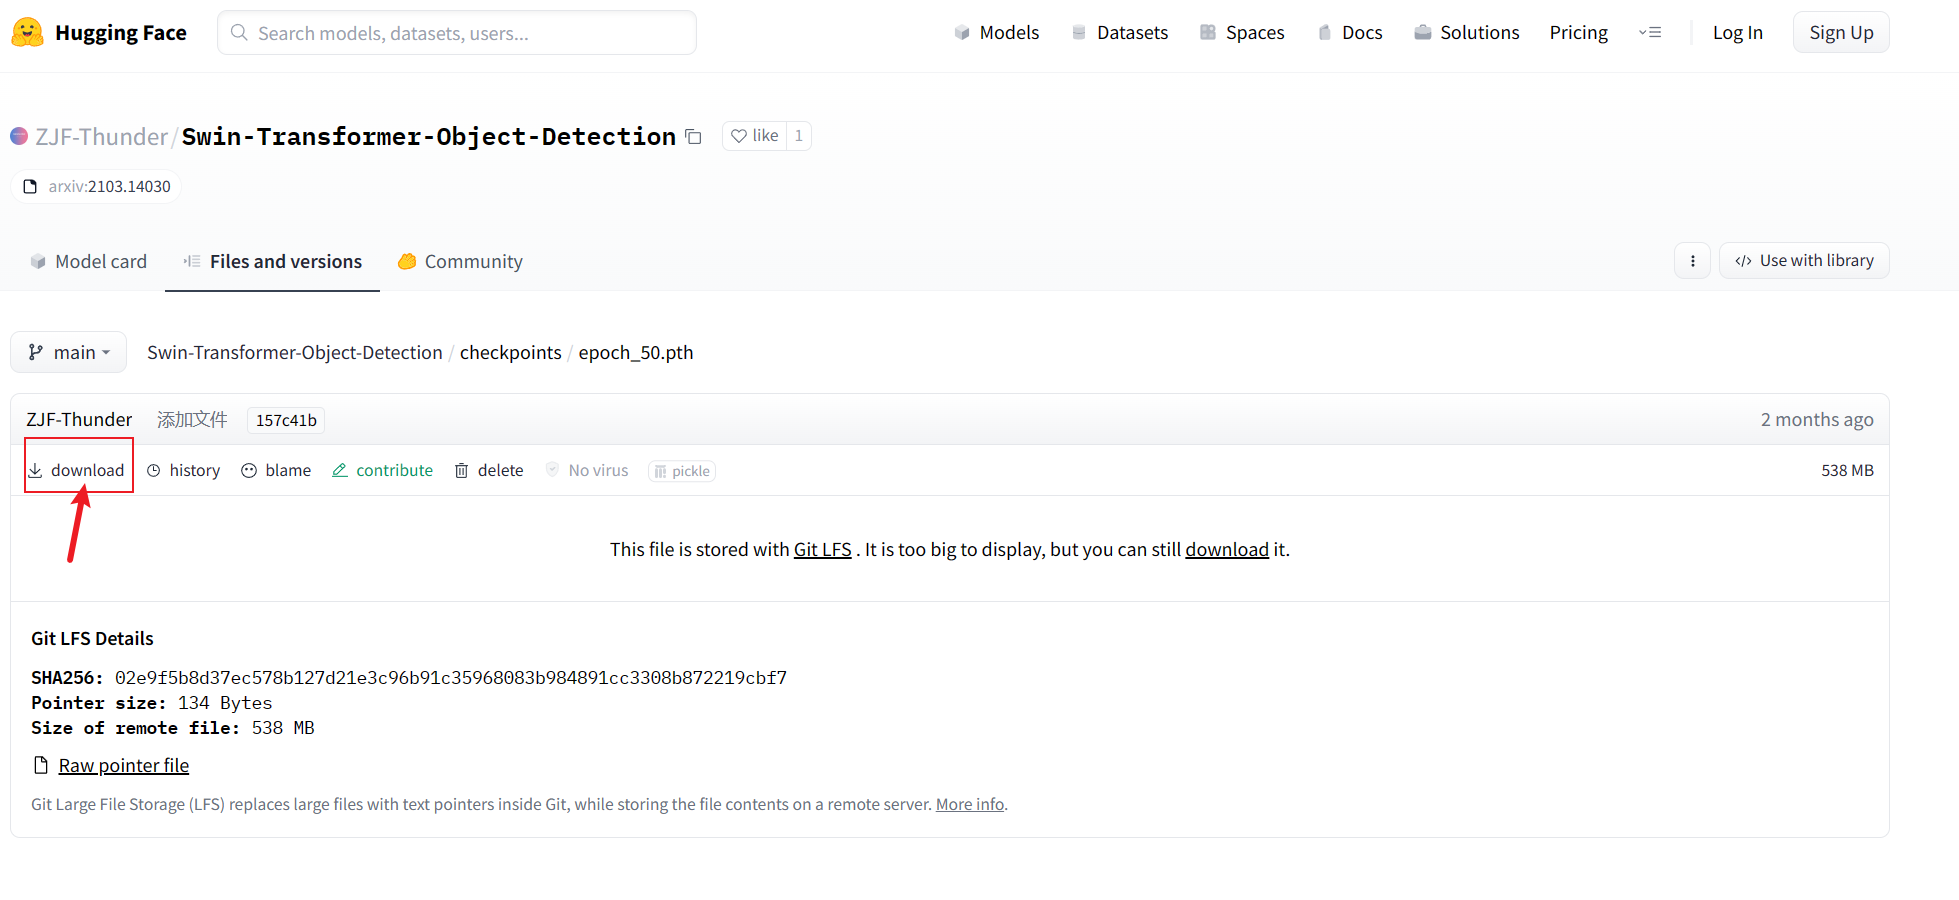 Hugging Face
Search models, datasets, users...
Models
Datasets
Spaces
Docs
Solutions
Pricing
Log In
Sign Up
ZJF-Thunder/Swin-Transformer-Object-Detection
like 1
arxiv:2103.14030
Model card
Files and versions
Community
Use with library
main
Swin-Transformer-Object-Detection / checkpoints / epoch_50.pth
ZJF-Thunder 添加文件 157c41b 2 months ago
download history blame contribute delete No virus pickle 538 MB
This file is stored with Git LFS . It is too big to display, but you can still download it.
Git LFS Details
SHA256: 02e9f5b8d37ec578b127d21e3c96b91c35968083b984891cc3308b872219cbf7
Pointer size: 134 Bytes
Size of remote file: 538 MB
Raw pointer file
Git Large File Storage (LFS) replaces large files with text pointers inside Git, while storing the file contents on a remote server. More info.